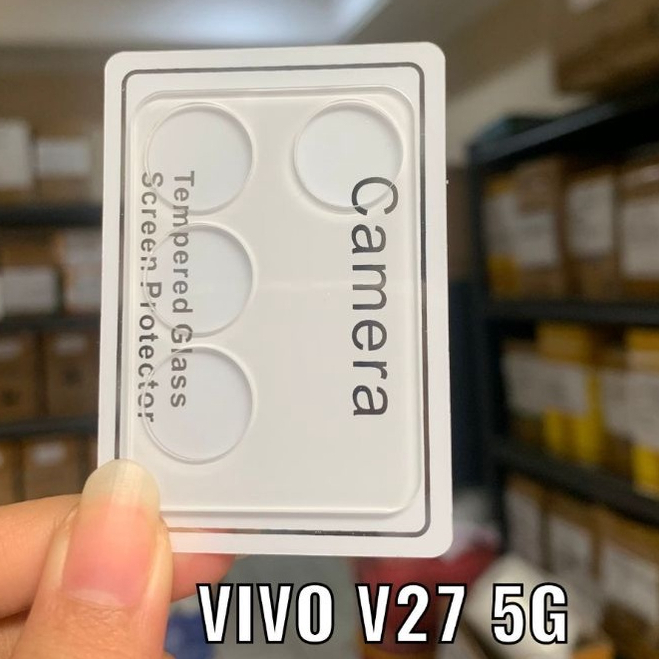 Camera
Tempered Glass
Screen Protector
VIVO V27 5G